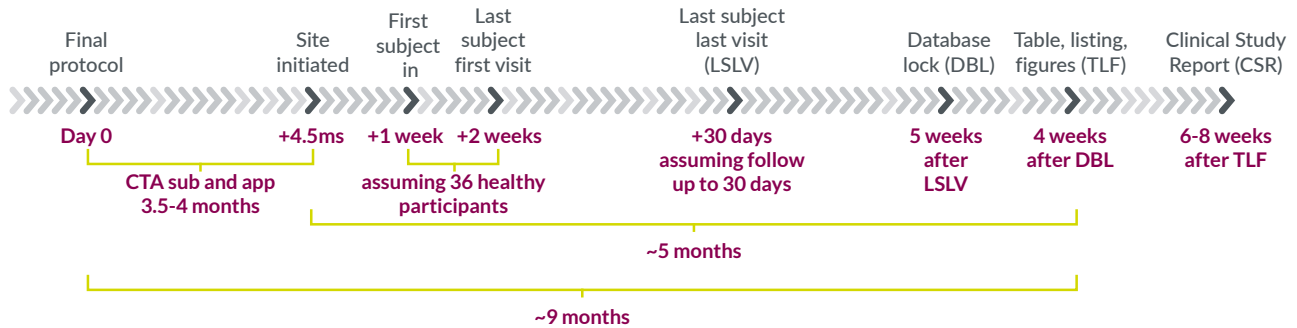 Final
protocol
Site
initiated
First
subject
in
Last
subject
first visit
Last subject
last visit
(LSLV)
Database
lock (DBL)
Table, listing,
figures (TLF)
Clinical Study
Report (CSR)
Day 0
+4.5ms
+1 week
+2 weeks
+30 days
assuming follow
up to 30 days
5 weeks
after
LSLV
4 weeks
after DBL
6-8 weeks
after TLF
CTA sub and app
3.5-4 months
assuming 36 healthy
participants
~5 months
~9 months